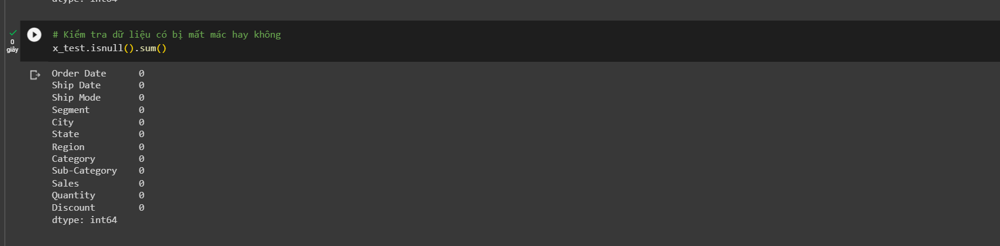 dtype: int64
# Kiểm tra dữ liệu có bị mất mác hay không
0
giây
x_test.isnull().sum()
Order Date 0
Ship Date 0
Ship Mode 0
Segment 0
City 0
State 0
Region 0
Category 0
Sub-Category 0
Sales 0
Quantity 0
Discount 0
dtype: int64